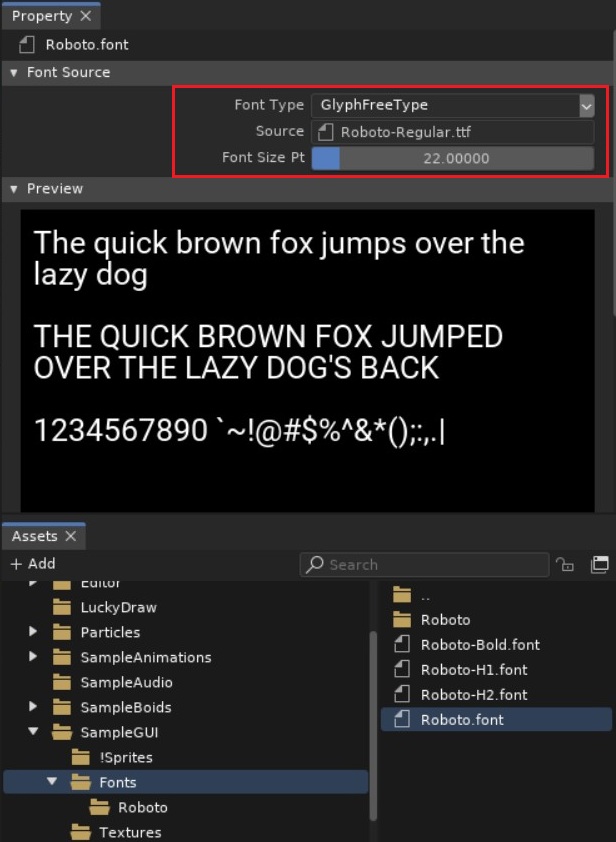 Property
Roboto.font
Font Source
Font Type GlyphFreeType
Source Roboto-Regular.ttf
Font Size Pt 22.00000
Preview
The quick brown fox jumps over the
lazy dog
THE QUICK BROWN FOX JUMPED
OVER THE LAZY DOG'S BACK
1234567890 `~!@#$%^&*();:,.|
Assets
+ Add
Search
Editor
LuckyDraw
Particles
SampleAnimations
SampleAudio
SampleBoids
SampleGUI
!Sprites
Fonts
Roboto
Textures
..
Roboto
Roboto-Bold.font
Roboto-H1.font
Roboto-H2.font
Roboto.font